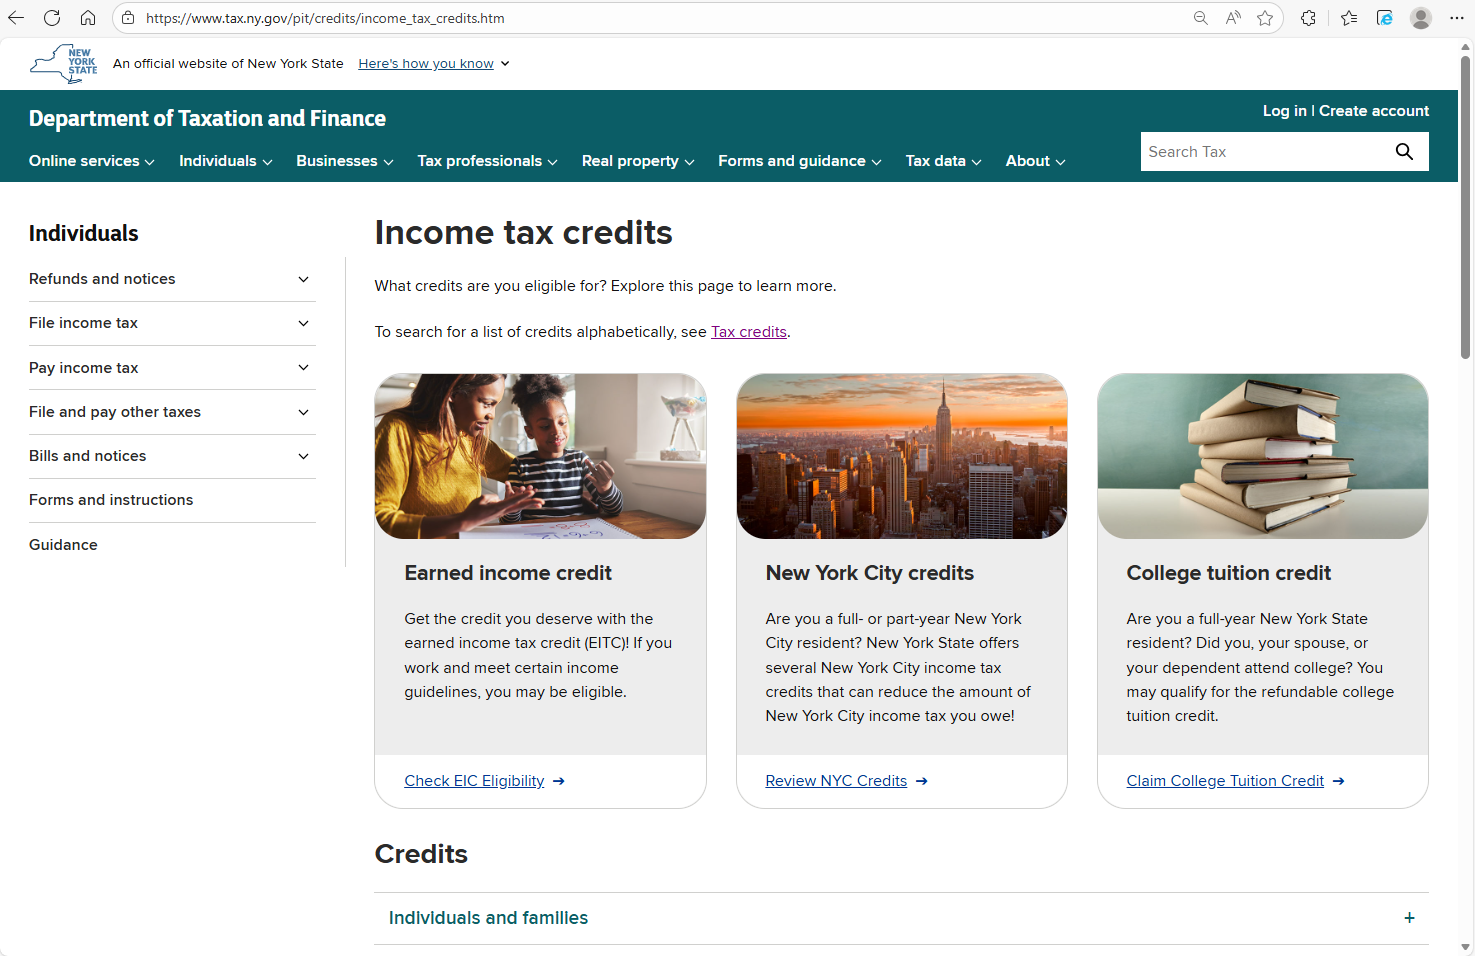 https://www.tax.ny.gov/pit/credits/income_tax_credits.htm
NEW
YORK
STATE
An official website of New York State Here's how you know
Department of Taxation and Finance
Log in | Create account
Online services Individuals Businesses Tax professionals Real property Forms and guidance Tax data About
Search Tax
Individuals
Refunds and notices
File income tax
Pay income tax
File and pay other taxes
Bills and notices
Forms and instructions
Guidance
Income tax credits
What credits are you eligible for? Explore this page to learn more.
To search for a list of credits alphabetically, see Tax credits.
Earned income credit
Get the credit you deserve with the
earned income tax credit (EITC)! If you
work and meet certain income
guidelines, you may be eligible.
Check EIC Eligibility
New York City credits
Are you a full- or part-year New York
City resident? New York State offers
several New York City income tax
credits that can reduce the amount of
New York City income tax you owe!
Review NYC Credits
College tuition credit
Are you a full-year New York State
resident? Did you, your spouse, or
your dependent attend college? You
may qualify for the refundable college
tuition credit.
Claim College Tuition Credit
Credits
Individuals and families